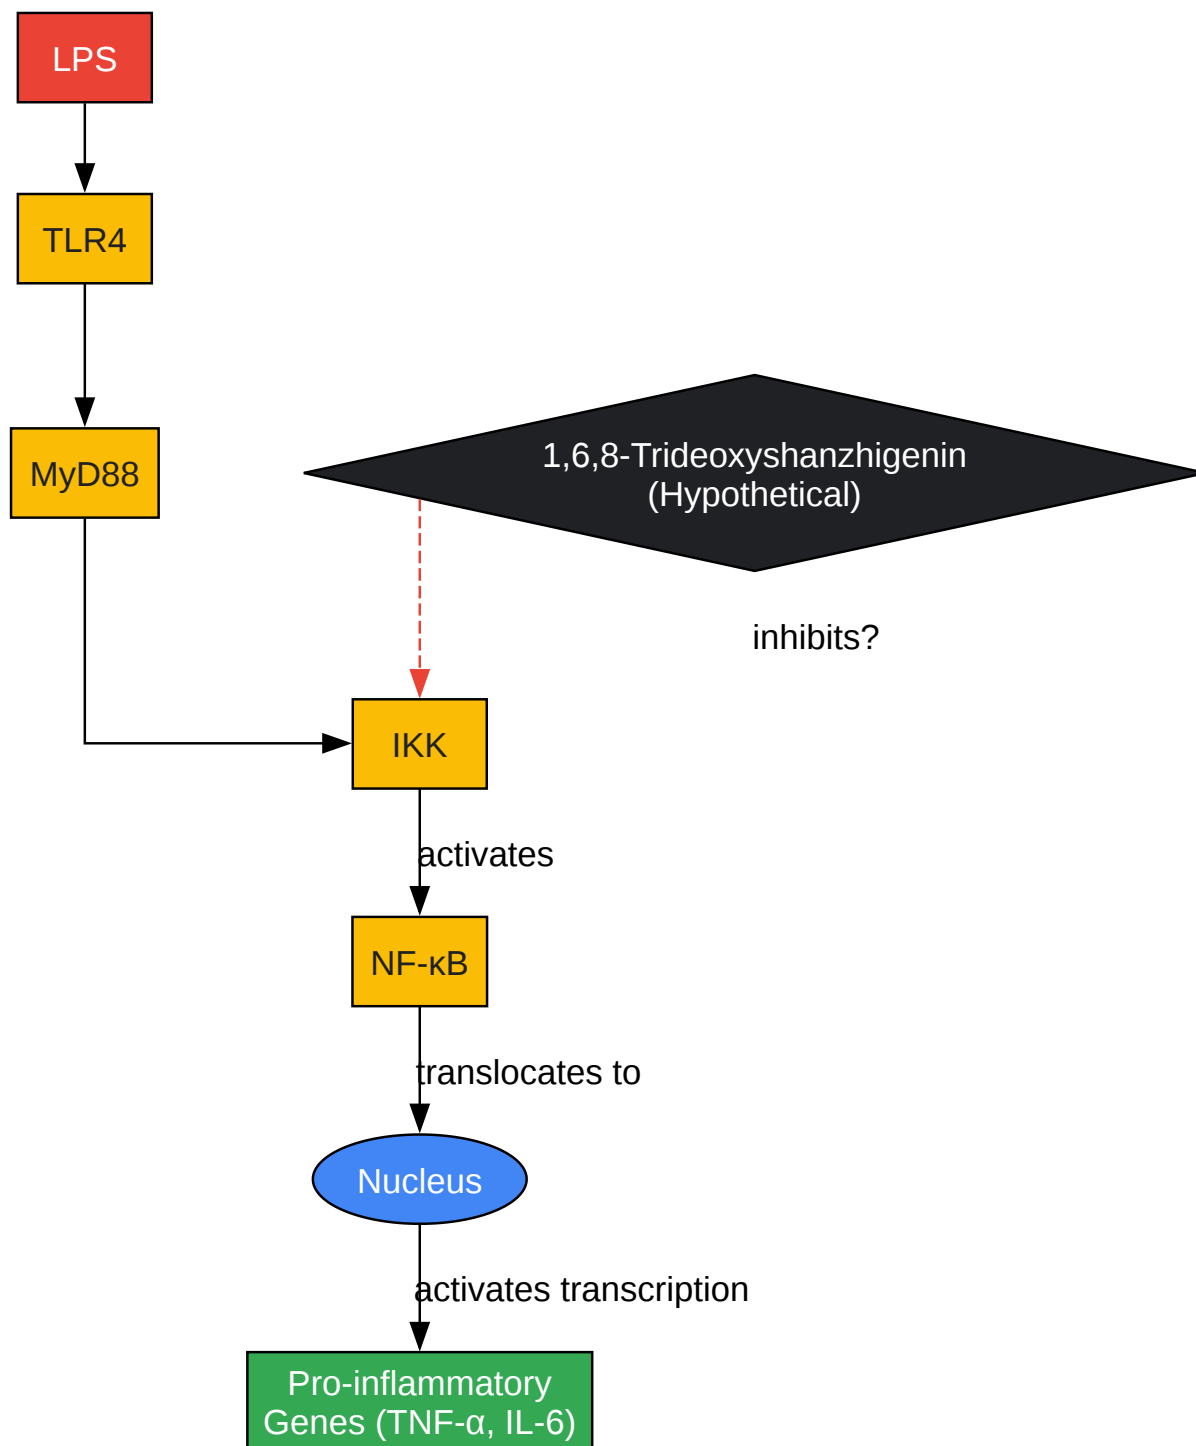 LPS
TLR4
MyD88
1,6,8-Trideoxyshanzhigenin
(Hypothetical)
inhibits?
IKK
activates
NF-κB
translocates to
Nucleus
activates transcription
Pro-inflammatory
Genes (TNF-α, IL-6)